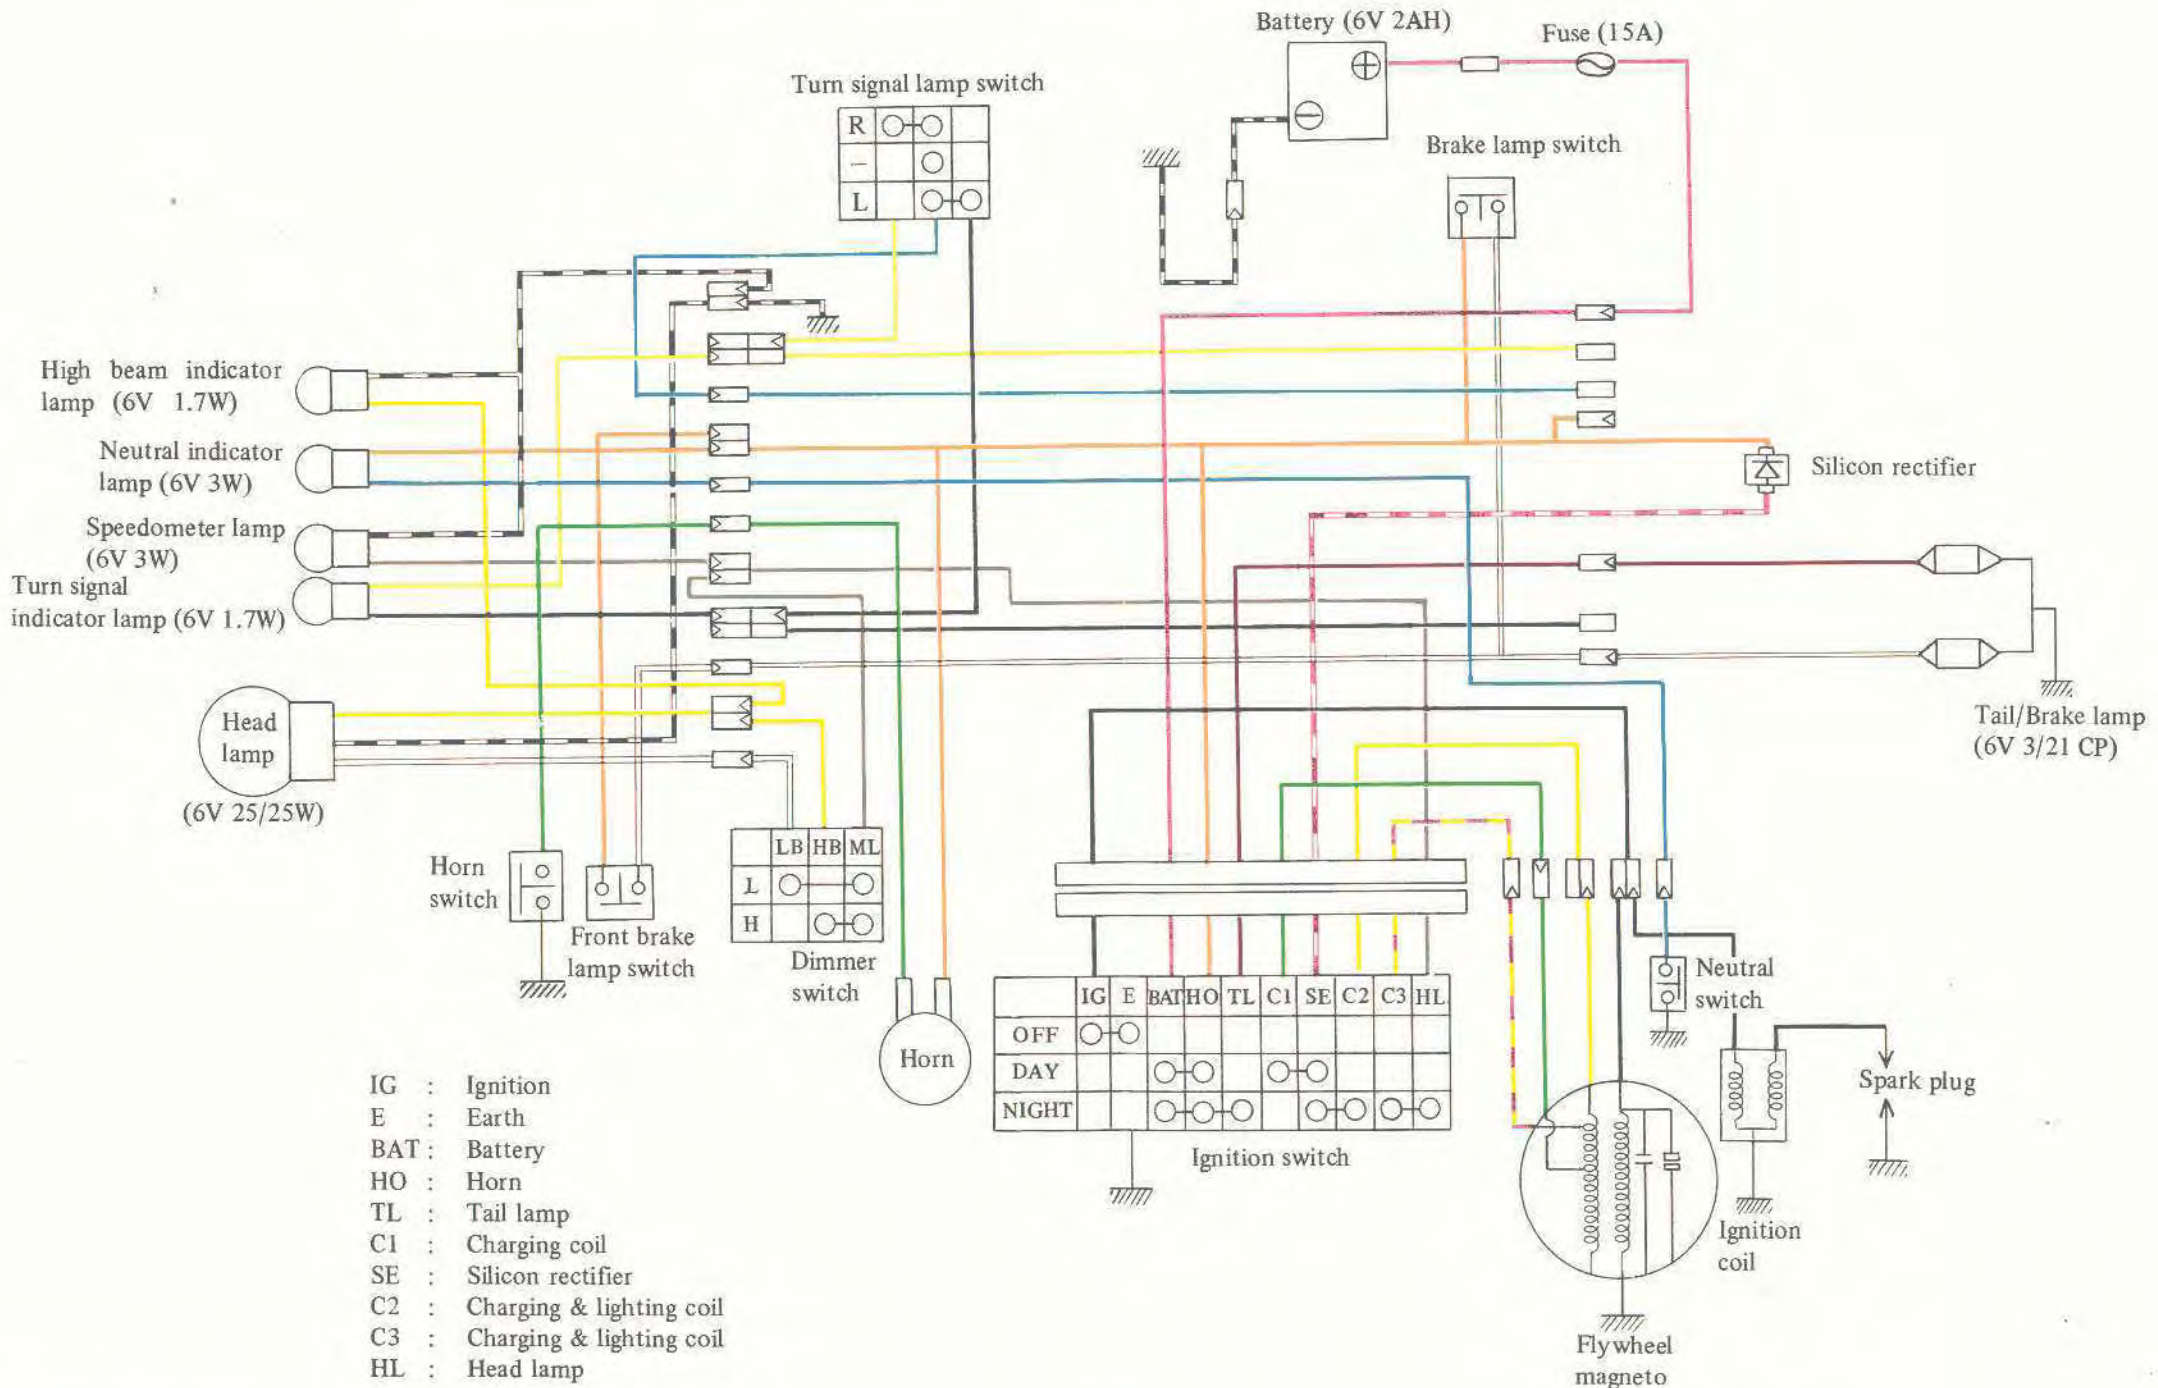 Battery (6V 2AH)
Fuse (15A)
Turn signal lamp switch
R
–
L
Brake lamp switch
High beam indicator
lamp (6V 1.7W)
Neutral indicator
lamp (6V 3W)
Silicon rectifier
Speedometer lamp
(6V 3W)
Turn signal
indicator lamp (6V 1.7W)
Head
lamp
(6V 25/25W)
Tail/Brake lamp
(6V 3/21 CP)
Horn
switch
Front brake
lamp switch
LB HB ML
L
H
Dimmer
switch
Horn
IG E BAT HO TL C1 SE C2 C3 HL
OFF
DAY
NIGHT
Ignition switch
Neutral
switch
Spark plug
Ignition
coil
Flywheel
magneto
IG : Ignition
E : Earth
BAT : Battery
HO : Horn
TL : Tail lamp
C1 : Charging coil
SE : Silicon rectifier
C2 : Charging & lighting coil
C3 : Charging & lighting coil
HL : Head lamp